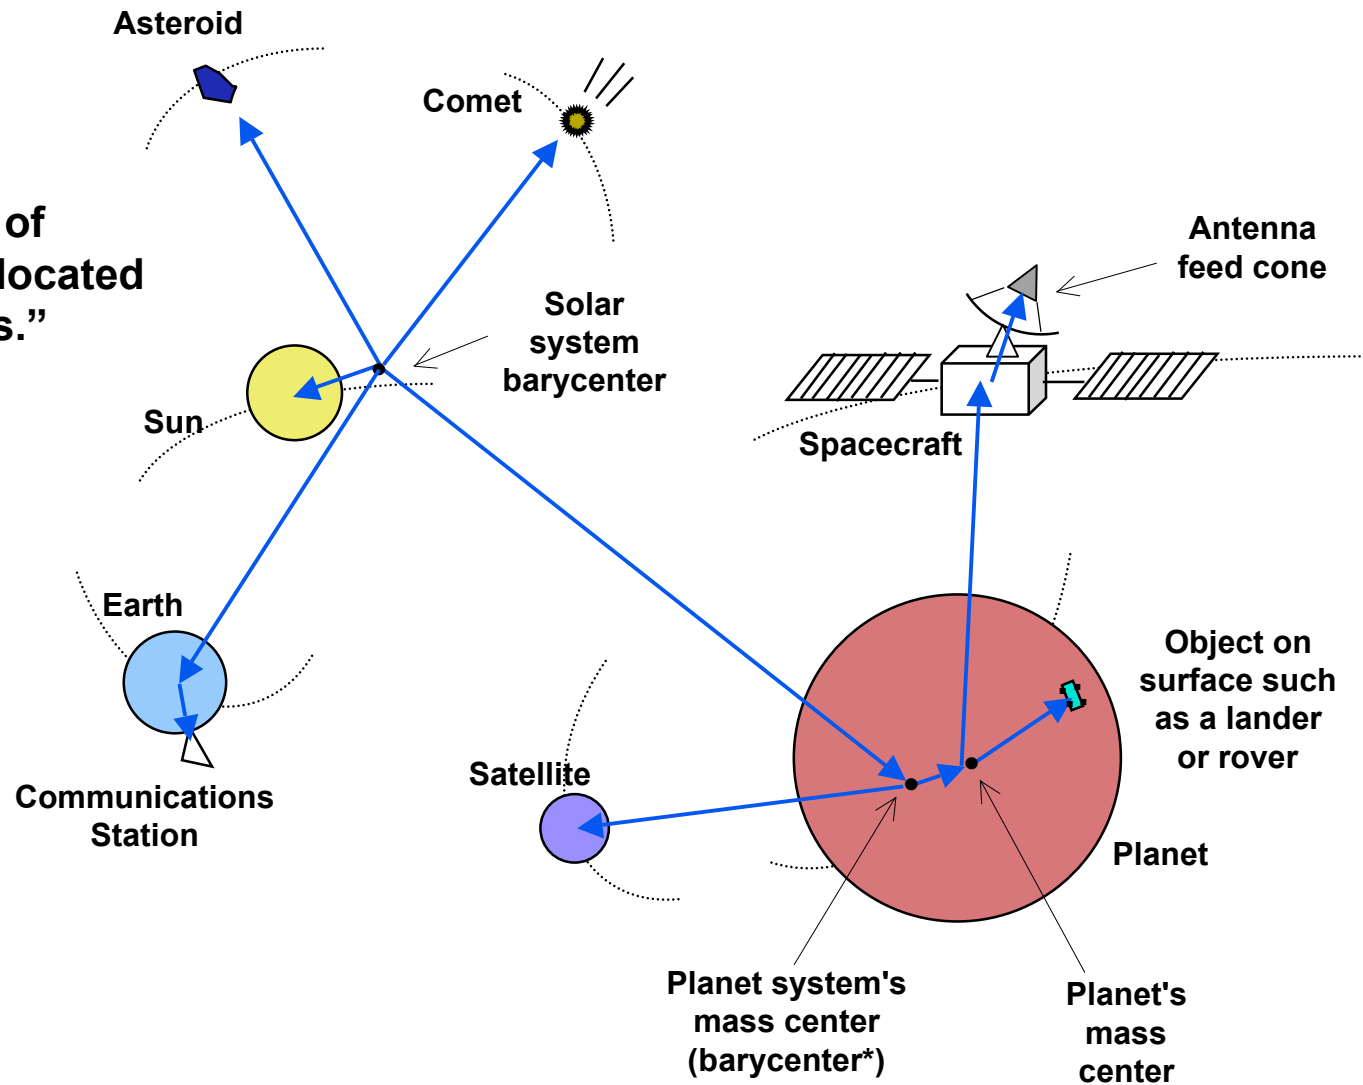 Asteroid
Comet
of
located
s.”
Antenna
feed cone
Solar
system
barycenter
Sun
Spacecraft
Earth
Object on
surface such
as a lander
or rover
Satellite
Communications
Station
Planet
Planet system's
mass center
(barycenter*)
Planet's
mass
center